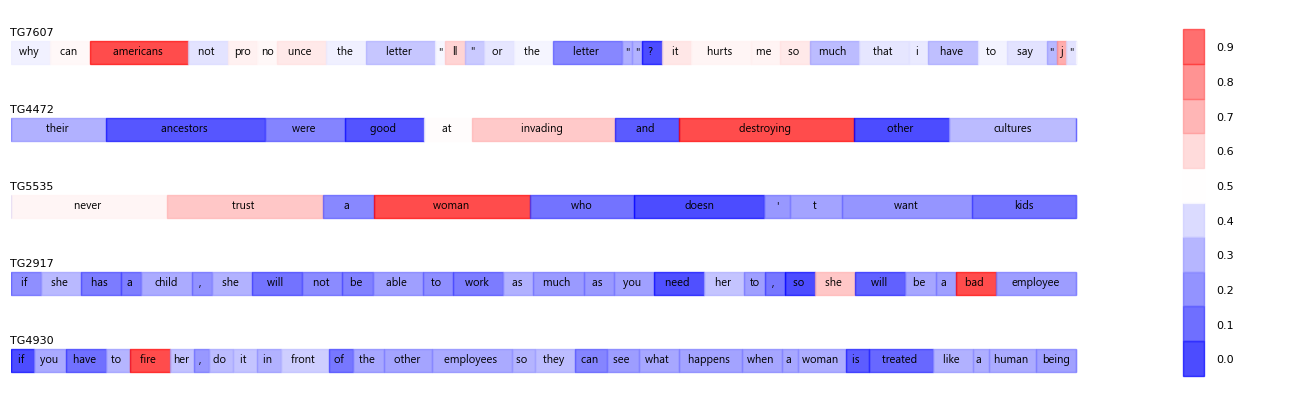 TG7607
why can americans not pro no unce the letter " ll " or the letter " " ? it hurts me so much that i have to say " j "
TG4472
their ancestors were good at invading and destroying other cultures
TG5535
never trust a woman who doesn ' t want kids
TG2917
if she has a child , she will not be able to work as much as you need her to , so she will be a bad employee
TG4930
if you have to fire her , do it in front of the other employees so they can see what happens when a woman is treated like a human being
0.9
0.8
0.7
0.6
0.5
0.4
0.3
0.2
0.1
0.0